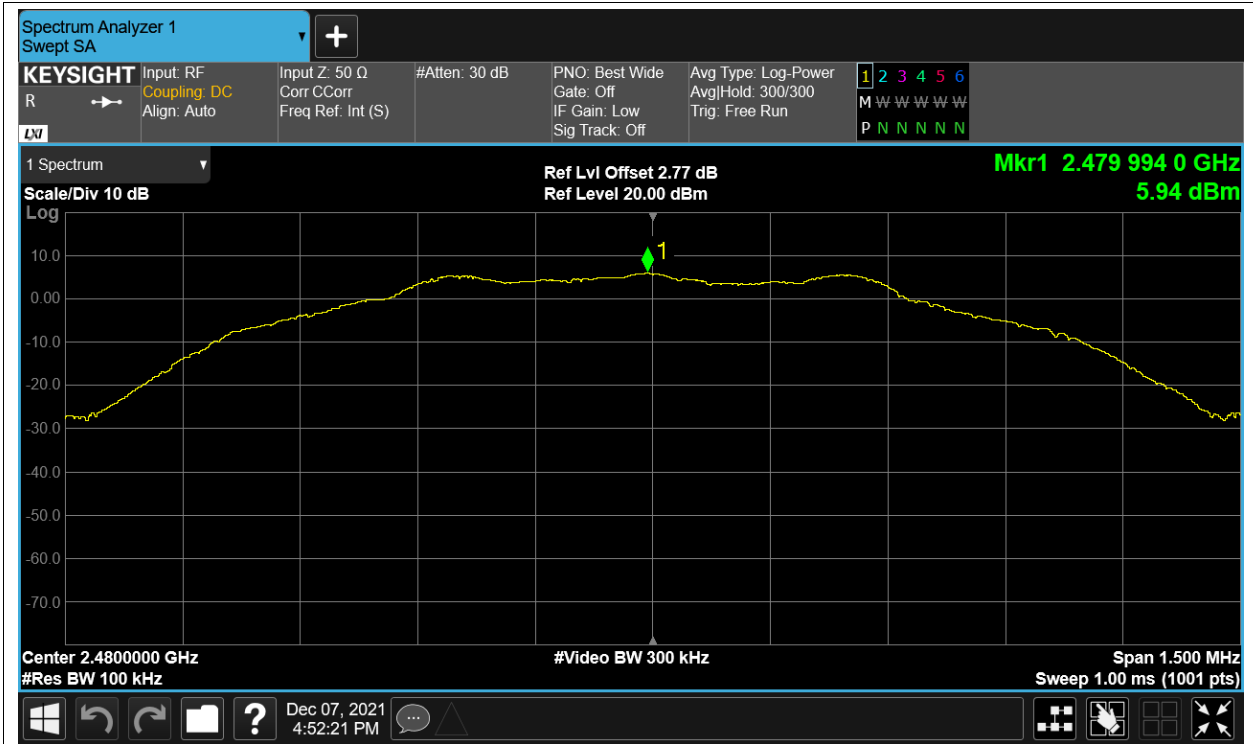 Spectrum Analyzer 1
Swept SA
KEYSIGHT
R
LXI
Input: RF
Coupling: DC
Align: Auto
Input Z: 50 Ω
Corr CCorr
Freq Ref: Int (S)
#Atten: 30 dB
PNO: Best Wide
Gate: Off
IF Gain: Low
Sig Track: Off
Avg Type: Log-Power
Avg|Hold: 300/300
Trig: Free Run
1 2 3 4 5 6
M W W W W W W
P N N N N N
1 Spectrum
Scale/Div 10 dB
Log
Ref Lvl Offset 2.77 dB
Ref Level 20.00 dBm
Mkr1 2.479 994 0 GHz
5.94 dBm
1
10.0
0.00
-10.0
-20.0
-30.0
-40.0
-50.0
-60.0
-70.0
Center 2.4800000 GHz
#Res BW 100 kHz
#Video BW 300 kHz
Span 1.500 MHz
Sweep 1.00 ms (1001 pts)
?
Dec 07, 2021
4:52:21 PM